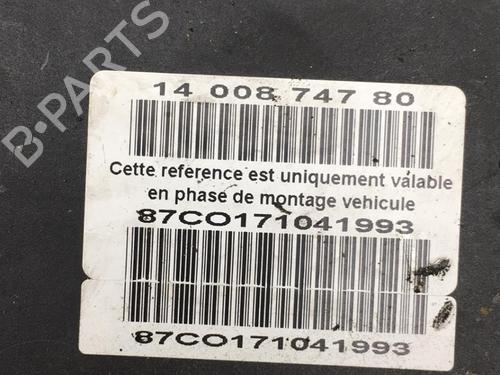 B-PARTS
14 008 747 80
Cette reference est uniquement valable
en phase de montage vehicule
87CO171041993
87CO171041993